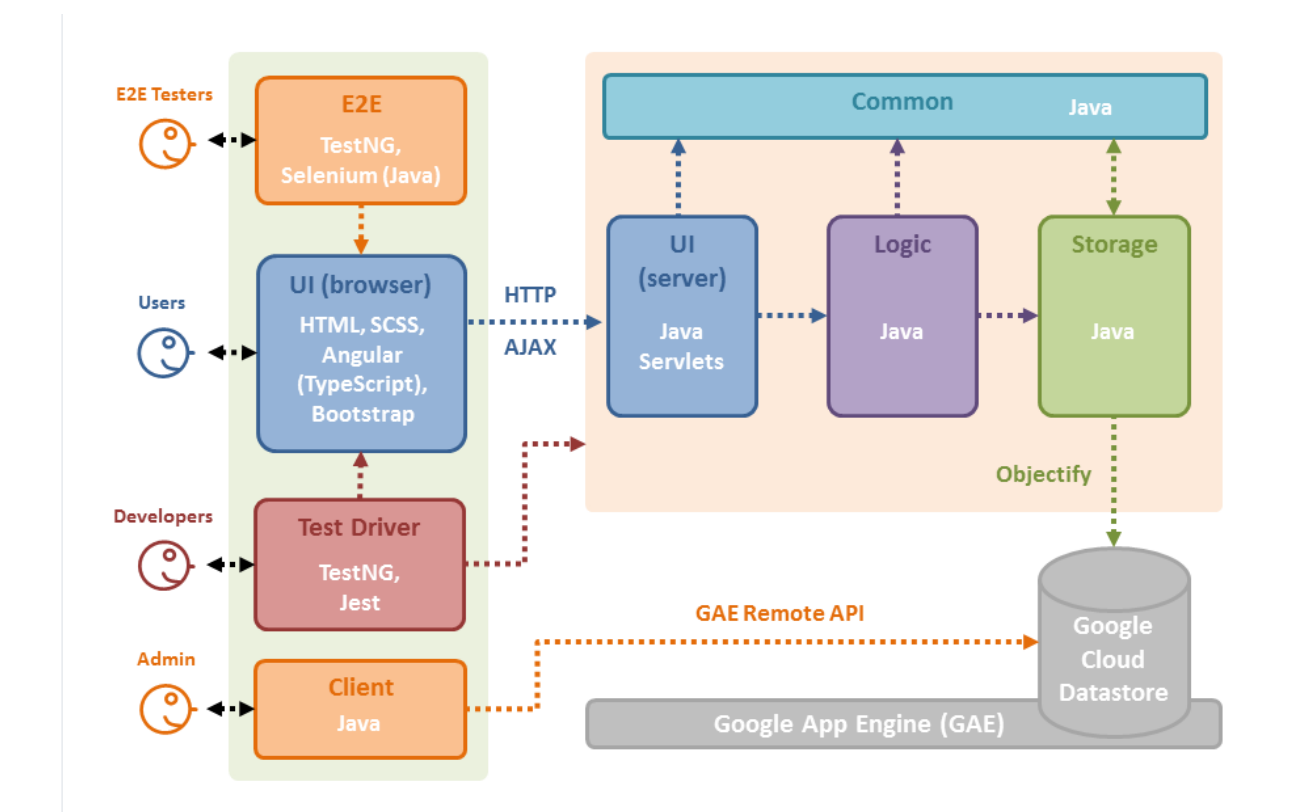 E2E Testers
E2E
TestNG,
Selenium (Java)
Users
UI (browser)
HTML, SCSS,
Angular
(TypeScript),
Bootstrap
Developers
Test Driver
TestNG,
Jest
Admin
Client
Java
HTTP
AJAX
Common
Java
UI
(server)
Java
Servlets
Logic
Java
Storage
Java
Objectify
GAE Remote API
Google
Cloud
Datastore
Google App Engine (GAE)